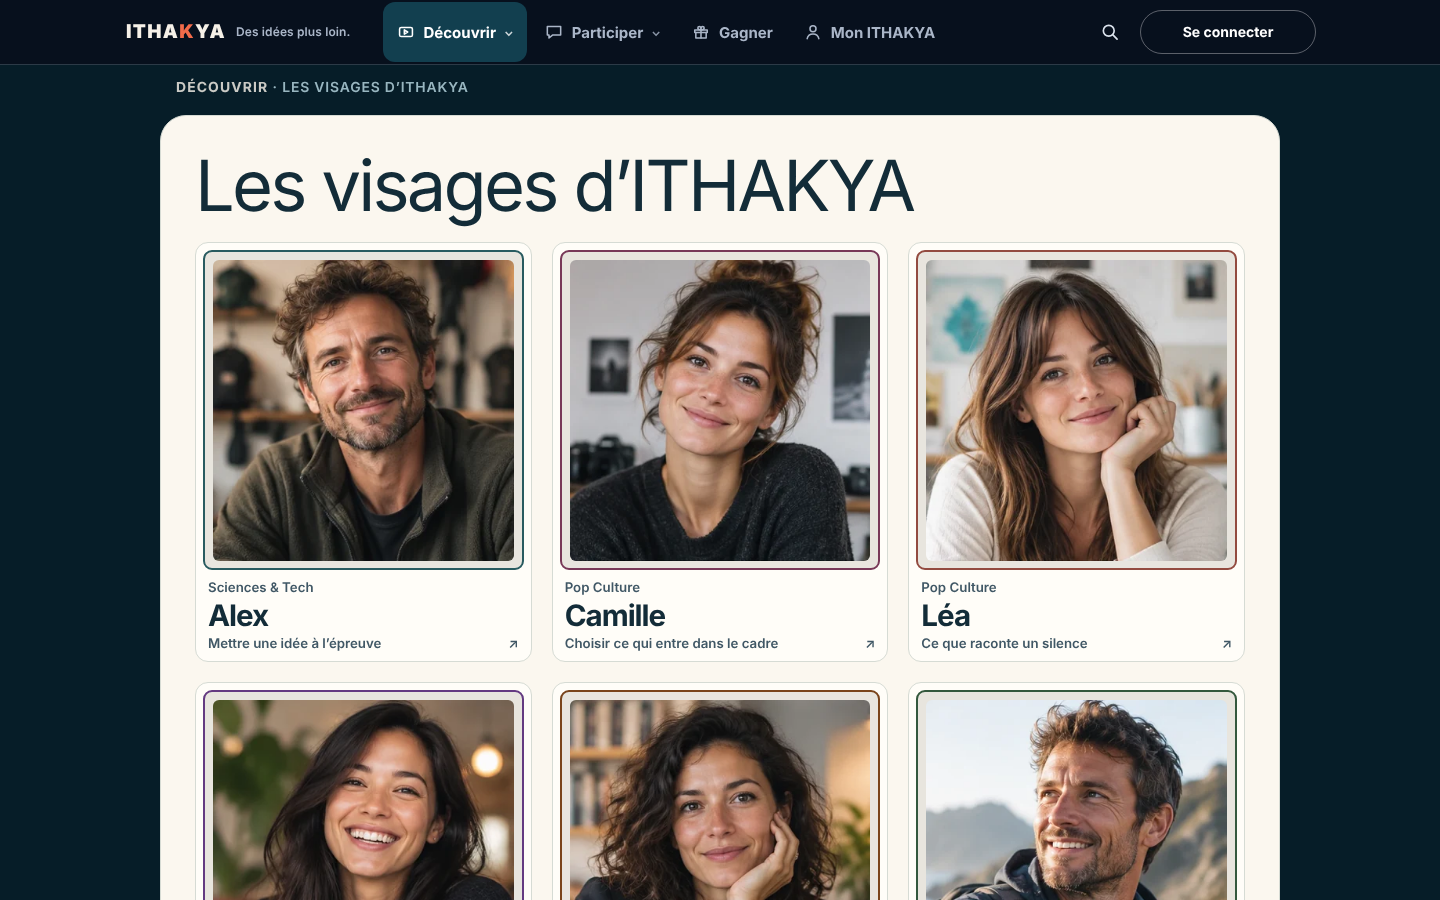 ITHAKYA Des idées plus loin. Découvrir Participer Gagner Mon ITHAKYA Se connecter
DÉCOUVRIR · LES VISAGES D’ITHAKYA
Les visages d’ITHAKYA
Sciences & Tech
Alex
Mettre une idée à l’épreuve
Pop Culture
Camille
Choisir ce qui entre dans le cadre
Pop Culture
Léa
Ce que raconte un silence